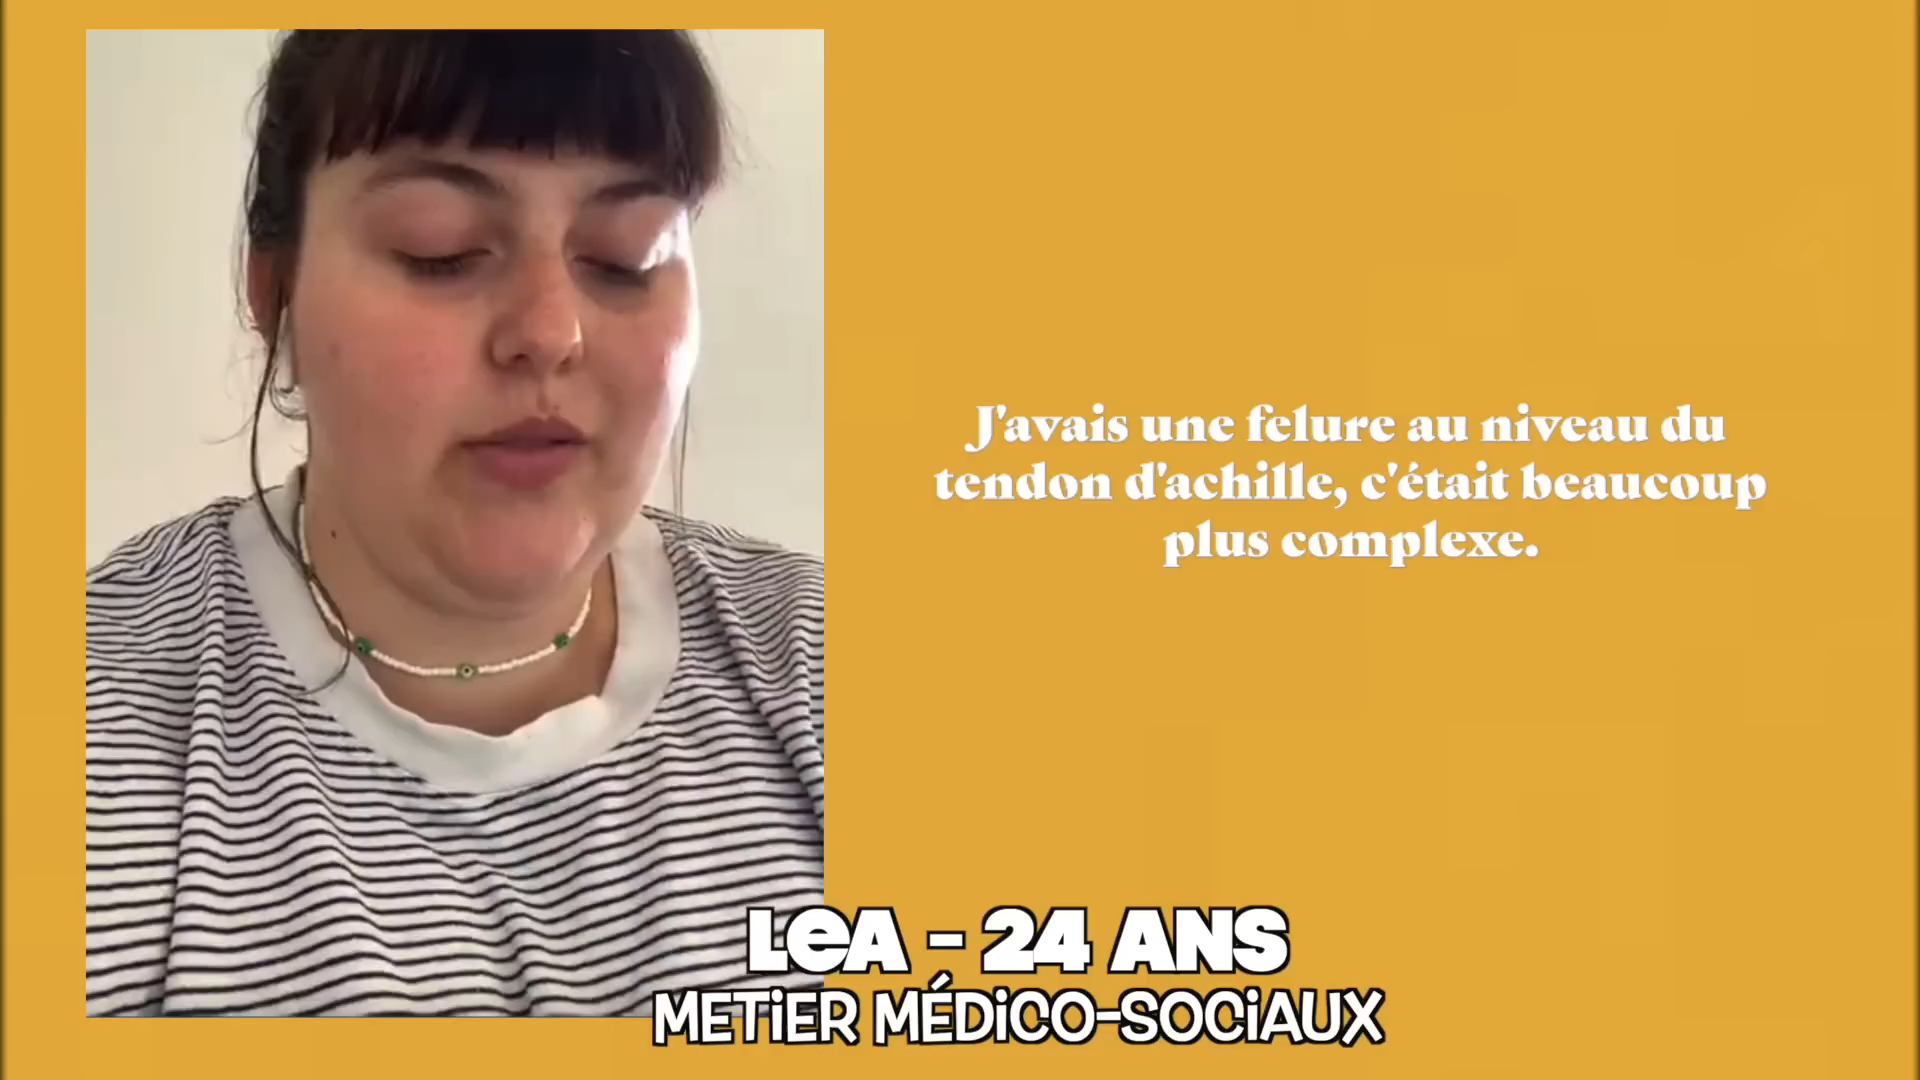 J'avais une felure au niveau du
tendon d'achille, c'était beaucoup
plus complexe.
LeA - 24 ANS
METiER MÉDiCO-SOCiAUX